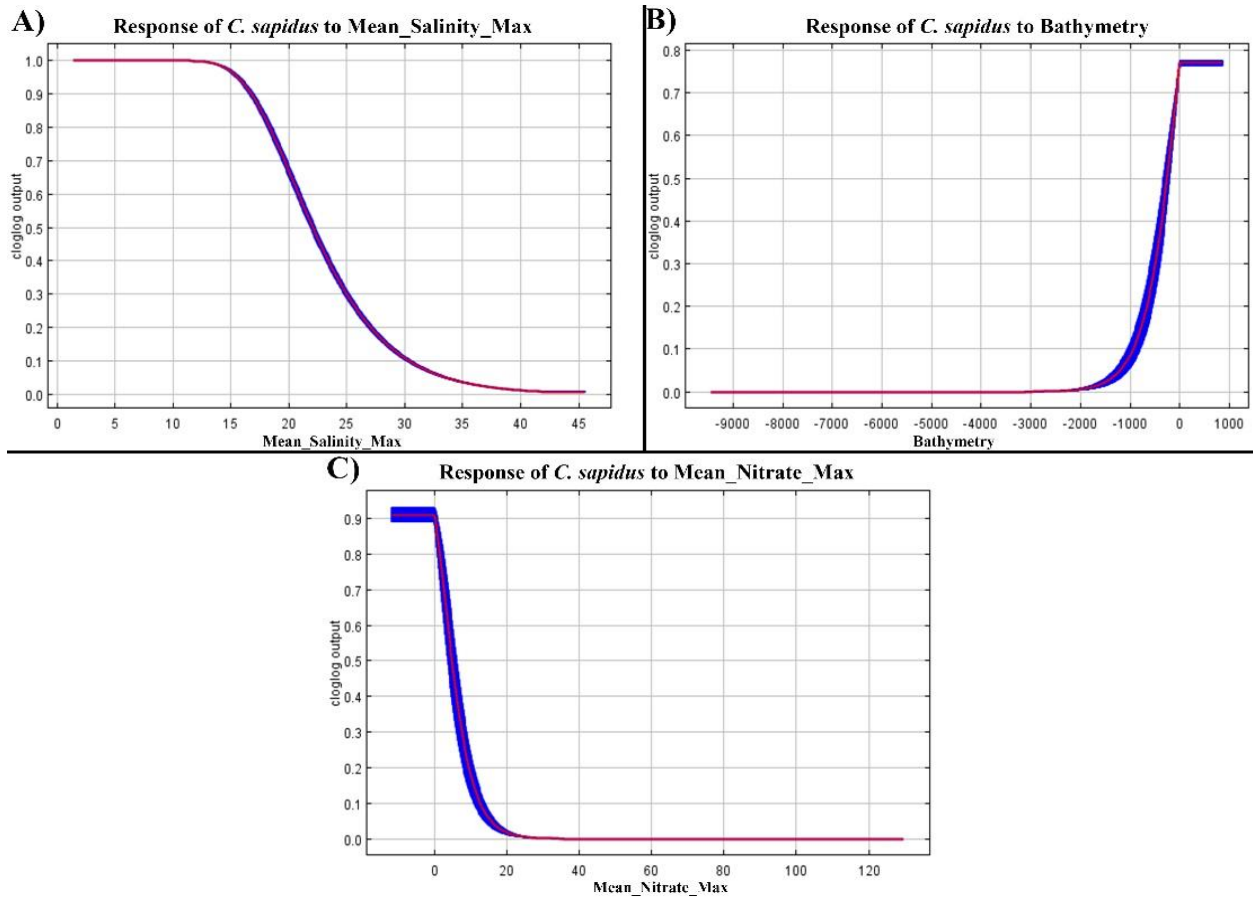 A)
Response of C. sapidus to Mean_Salinity_Max
cloglog output
1.0
0.9
0.8
0.7
0.6
0.5
0.4
0.3
0.2
0.1
0.0
0 5 10 15 20 25 30 35 40 45
Mean_Salinity_Max
B)
Response of C. sapidus to Bathymetry
cloglog output
0.8
0.7
0.6
0.5
0.4
0.3
0.2
0.1
0.0
-9000 -8000 -7000 -6000 -5000 -4000 -3000 -2000 -1000 0 1000
Bathymetry
C)
Response of C. sapidus to Mean_Nitrate_Max
cloglog output
0.9
0.8
0.7
0.6
0.5
0.4
0.3
0.2
0.1
0.0
0 20 40 60 80 100 120
Mean_Nitrate_Max